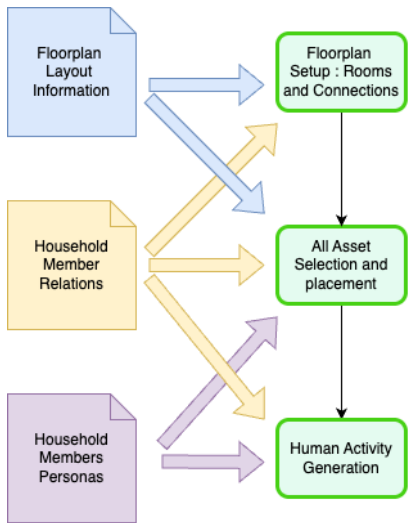 Floorplan
Layout
Information
Floorplan
Setup : Rooms
and Connections
Household
Member
Relations
All Asset
Selection and
placement
Household
Members
Personas
Human Activity
Generation